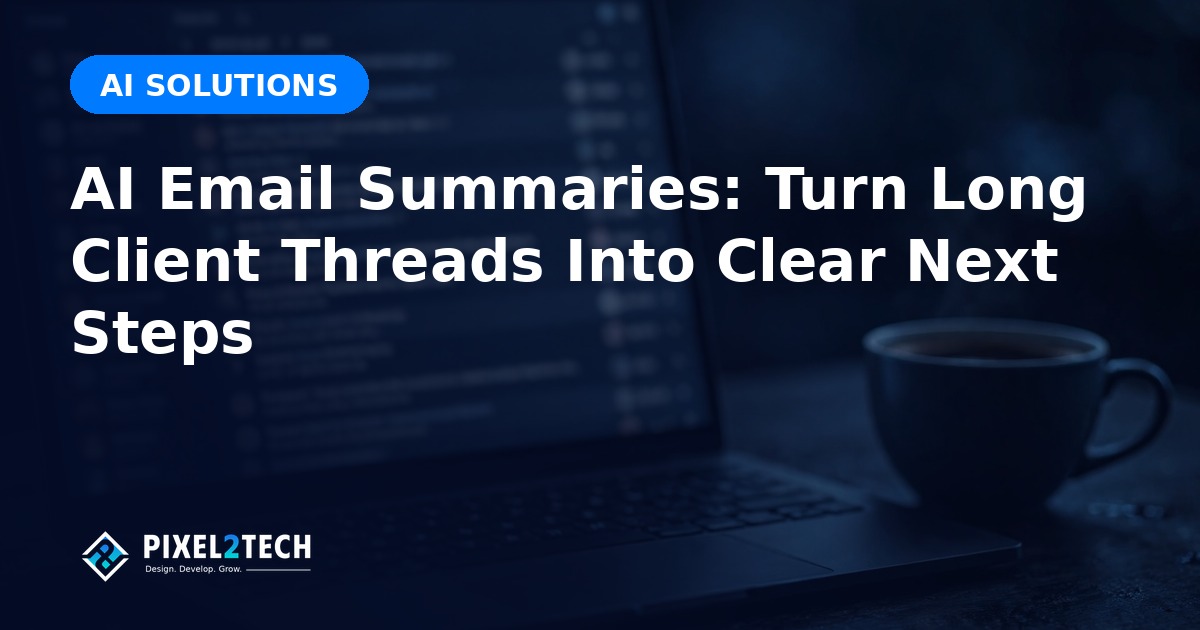 AI SOLUTIONS
AI Email Summaries: Turn Long
Client Threads Into Clear Next
Steps
PIXEL2TECH
Design. Develop. Grow.